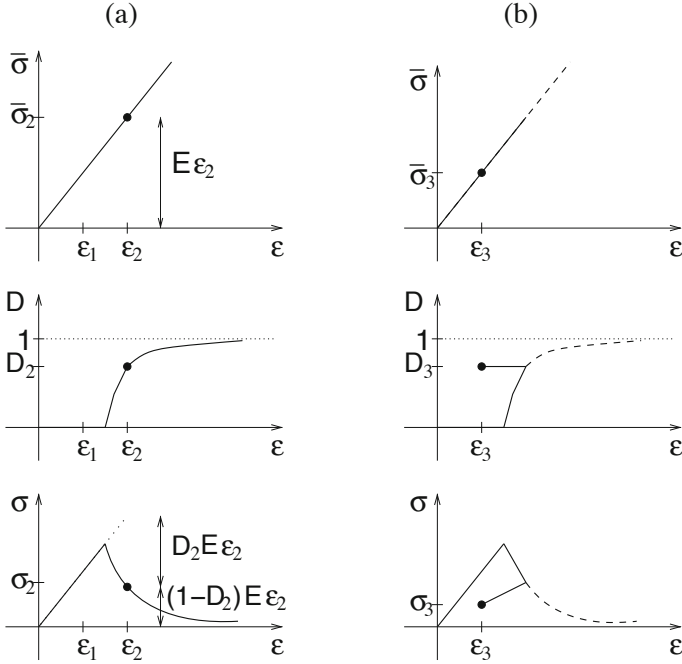 (a) (b)
σ̅ σ̅
σ̅₂
Eε₂ σ̅₃
ε₁ ε₂ ε ε₃ ε
D D
1 1
D₂ D₃
ε₁ ε₂ ε ε₃ ε
σ σ
D₂Eε₂
σ₂ (1−D₂)Eε₂ σ₃
ε₁ ε₂ ε ε₃ ε